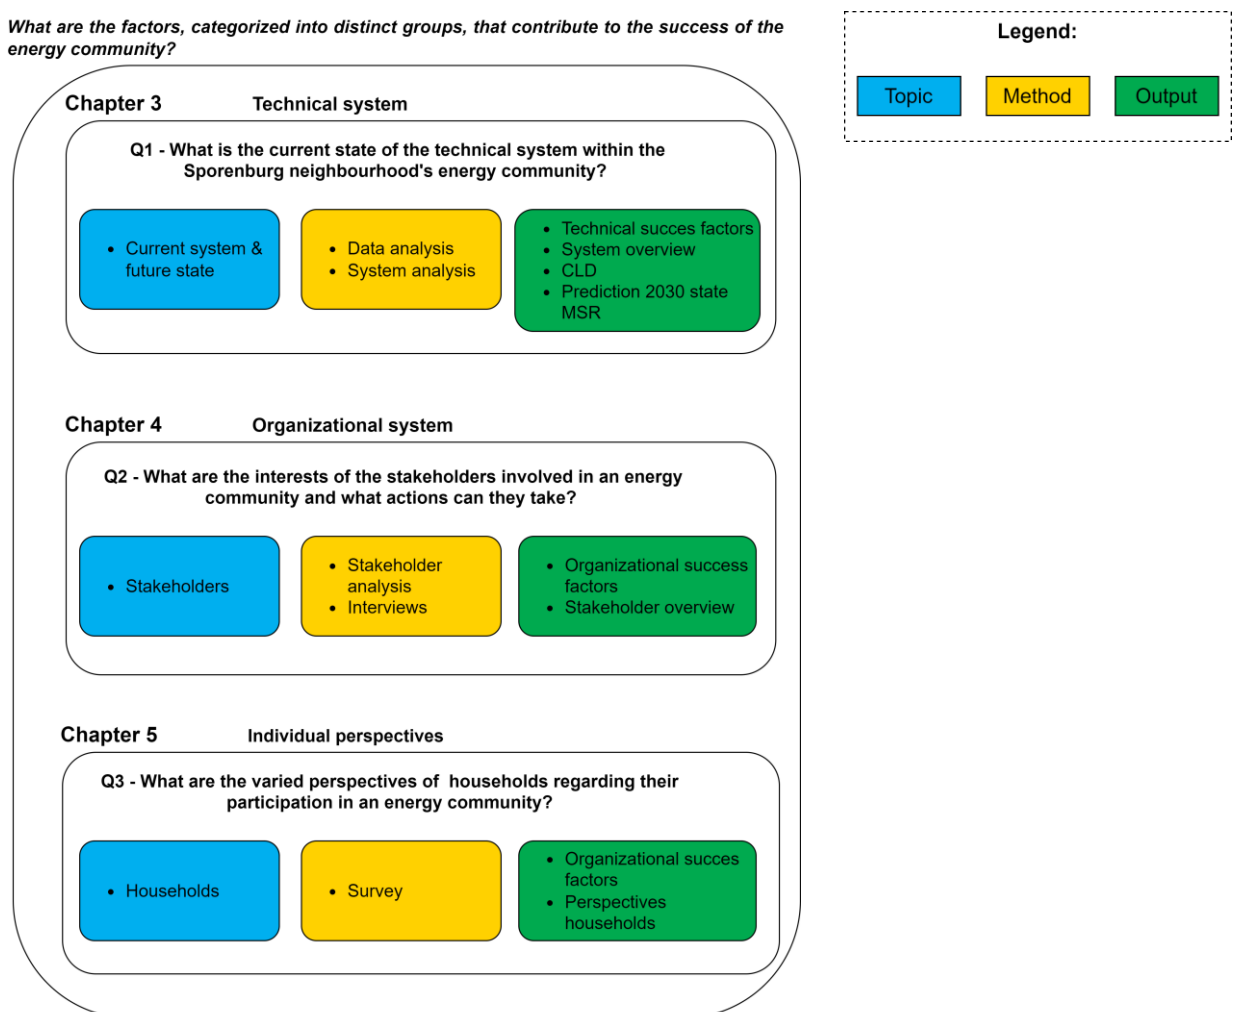 What are the factors, categorized into distinct groups, that contribute to the success of the
energy community?
Legend:
Topic
Method
Output
Chapter 3
Technical system
Q1 - What is the current state of the technical system within the
Sporenburg neighbourhood's energy community?
• Current system &
future state
• Data analysis
• System analysis
• Technical succes factors
• System overview
• CLD
• Prediction 2030 state
MSR
Chapter 4
Organizational system
Q2 - What are the interests of the stakeholders involved in an energy
community and what actions can they take?
• Stakeholders
• Stakeholder
analysis
• Interviews
• Organizational success
factors
• Stakeholder overview
Chapter 5
Individual perspectives
Q3 - What are the varied perspectives of households regarding their
participation in an energy community?
• Households
• Survey
• Organizational succes
factors
• Perspectives
households